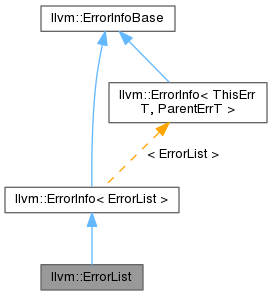 llvm::ErrorInfoBase
llvm::ErrorInfo< ThisErr
T, ParentErrT >
< ErrorList >
llvm::ErrorInfo< ErrorList >
llvm::ErrorList